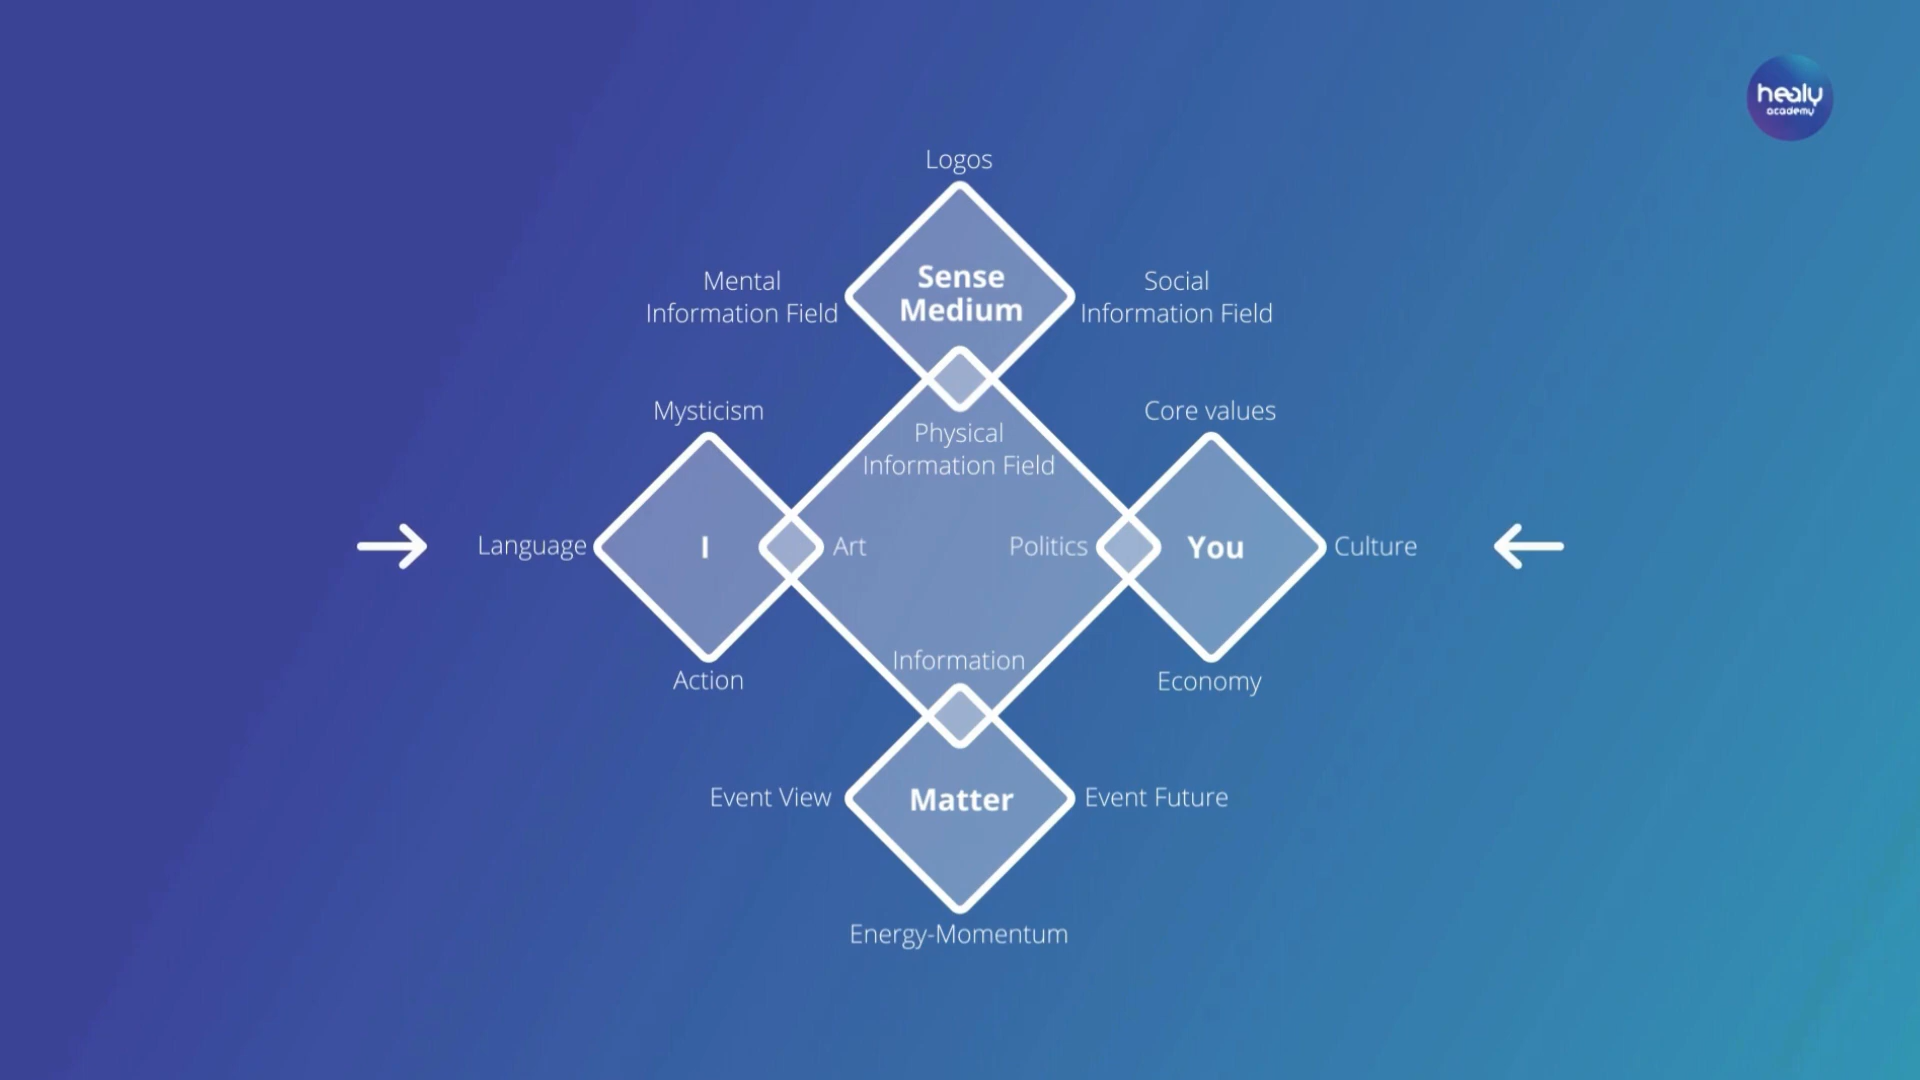 healy
academy
Logos
Mental
Information Field
Sense
Medium
Social
Information Field
Mysticism
Core values
Physical
Information Field
Language
I
Art
Politics
You
Culture
Information
Action
Economy
Event View
Matter
Event Future
Energy-Momentum